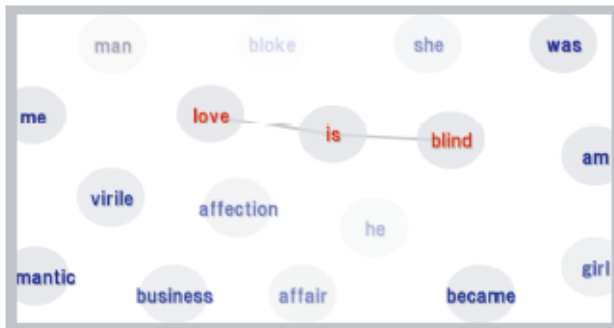 man bloke she was
me love is blind
am
virile affection
he
girl
mantic
business affair became